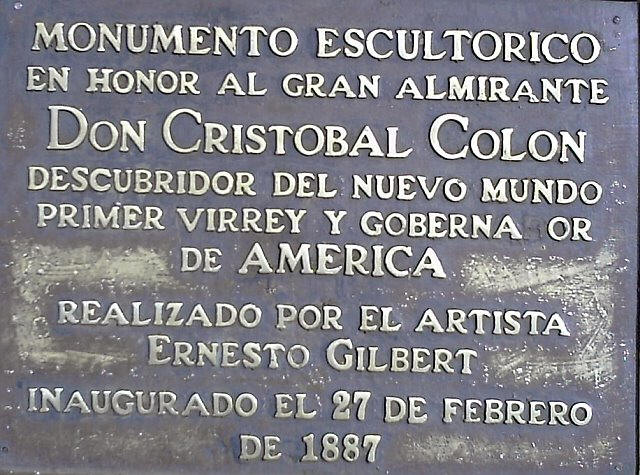 MONUMENTO ESCULTORICO
EN HONOR AL GRAN ALMIRANTE
DON CRISTOBAL COLON
DESCUBRIDOR DEL NUEVO MUNDO
PRIMER VIRREY Y GOBERNA OR
DE AMERICA
REALIZADO POR EL ARTISTA
ERNESTO GILBERT
INAUGURADO EL 27 DE FEBRERO
DE 1887